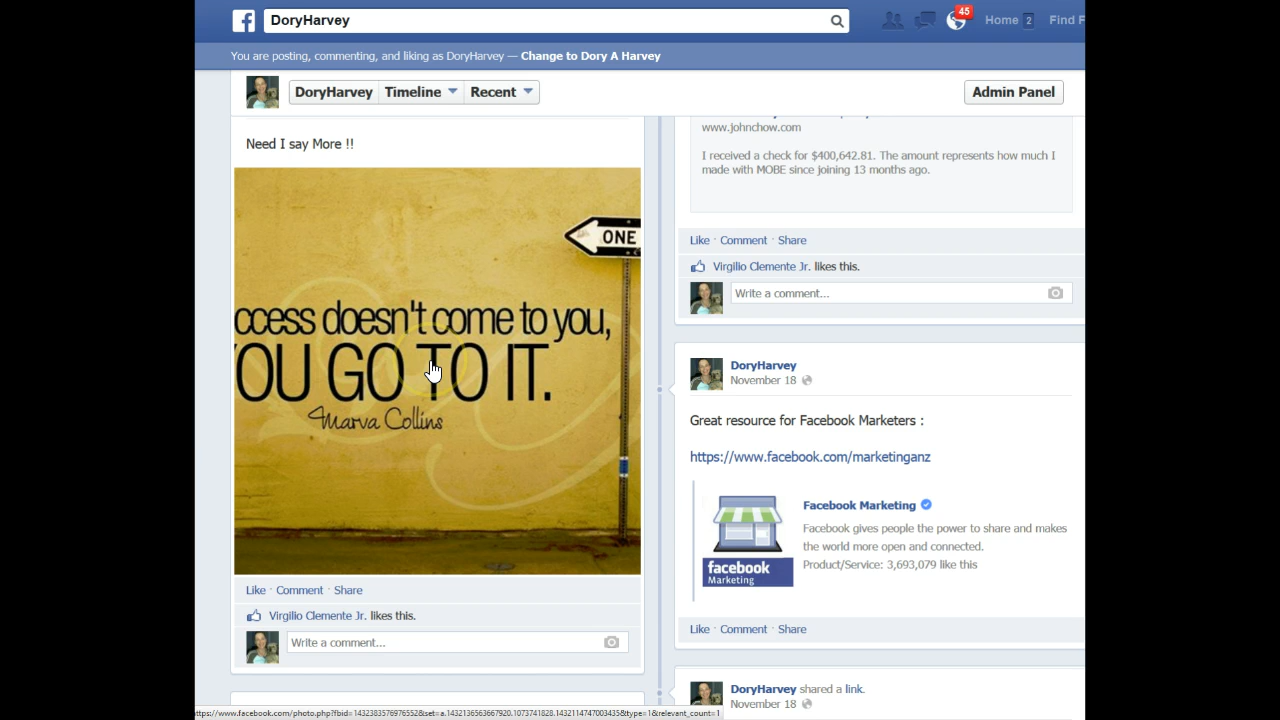 DoryHarvey
45
Home 2 Find F
You are posting, commenting, and liking as DoryHarvey — Change to Dory A Harvey
DoryHarvey Timeline Recent
Admin Panel
Need I say More !!
ONE
ccess doesn't come to you,
YOU GO TO IT.
Marva Collins
Like · Comment · Share
Virgilio Clemente Jr. likes this.
Write a comment...
www.johnchow.com
I received a check for $400,642.81. The amount represents how much I
made with MOBE since joining 13 months ago.
Like · Comment · Share
Virgilio Clemente Jr. likes this.
Write a comment...
DoryHarvey
November 18
Great resource for Facebook Marketers :
https://www.facebook.com/marketinganz
Facebook Marketing
Facebook gives people the power to share and makes
the world more open and connected.
Product/Service: 3,693,079 like this
facebook
Marketing
Like · Comment · Share
DoryHarvey shared a link.
November 18